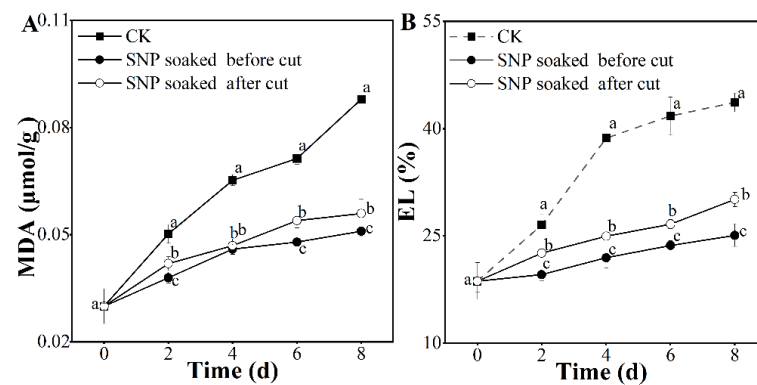 A
0.11
CK
SNP soaked before cut
SNP soaked after cut
a
a
0.08
a
a
MDA (μmol/g)
0.05
b
c
bb
b
c
b
c
a
0.02
0 2 4 6 8
Time (d)
B
55
CK
SNP soaked before cut
SNP soaked after cut
a
a
a
40
a
EL (%)
b
b
b
b
25
c
c
c
c
a
10
0 2 4 6 8
Time (d)